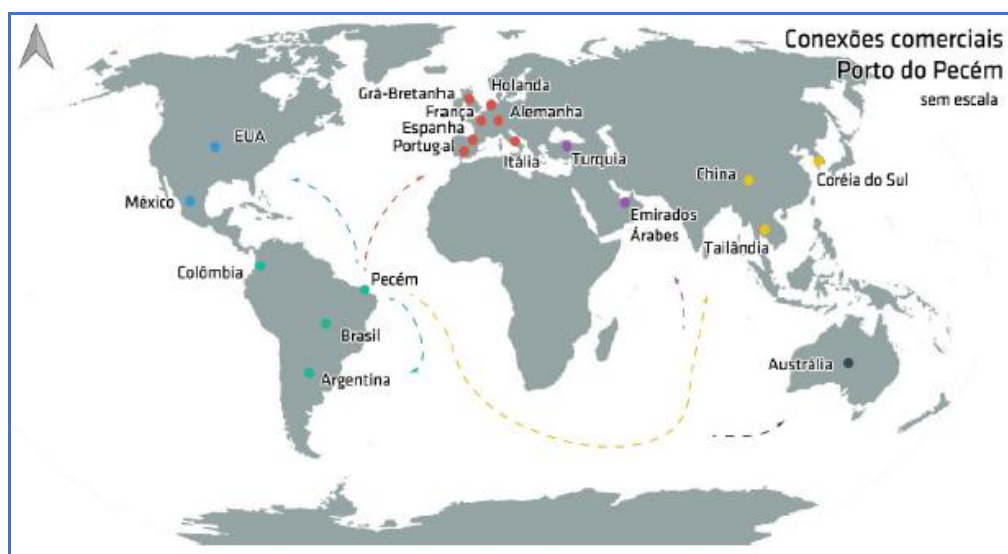 Conexões comerciais
Porto do Pecém
sem escala
Grã-Bretanha
Holanda
França
Alemanha
Espanha
Portugal
Itália
Turquia
EUA
México
China
Coréia do Sul
Emirados
Árabes
Tailândia
Colômbia
Pecém
Brasil
Argentina
Austrália